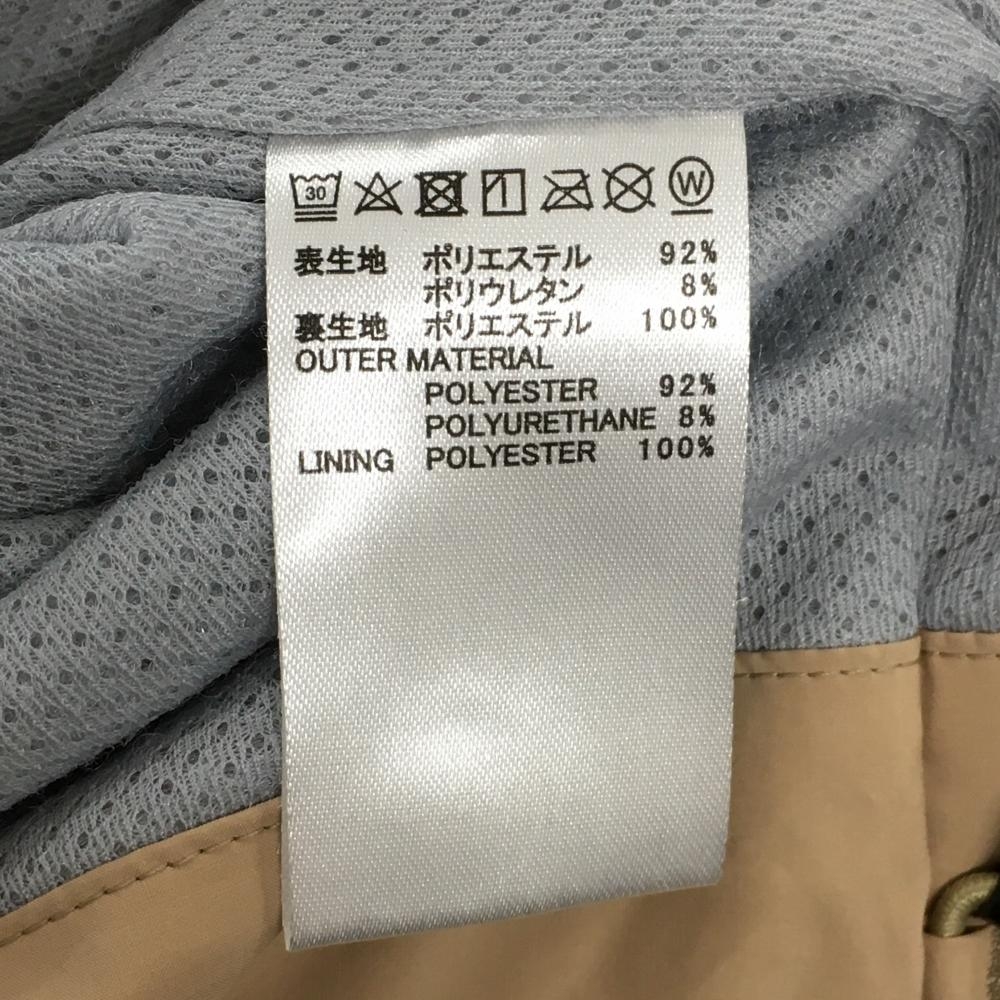 30 W
表生地 ポリエステル 92%
ポリウレタン 8%
裏生地 ポリエステル 100%
OUTER MATERIAL
POLYESTER 92%
POLYURETHANE 8%
LINING POLYESTER 100%